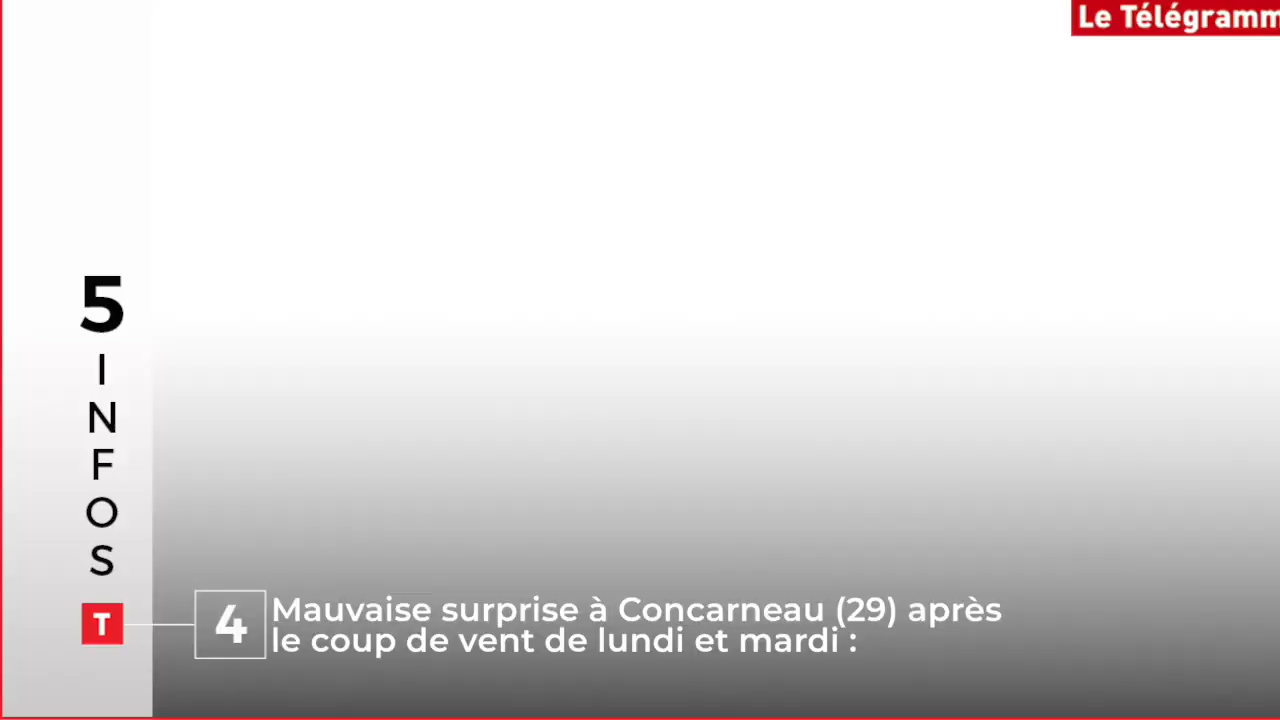 Le Télégramm
5
I
N
F
O
S
T
4
Mauvaise surprise à Concarneau (29) après
le coup de vent de lundi et mardi :